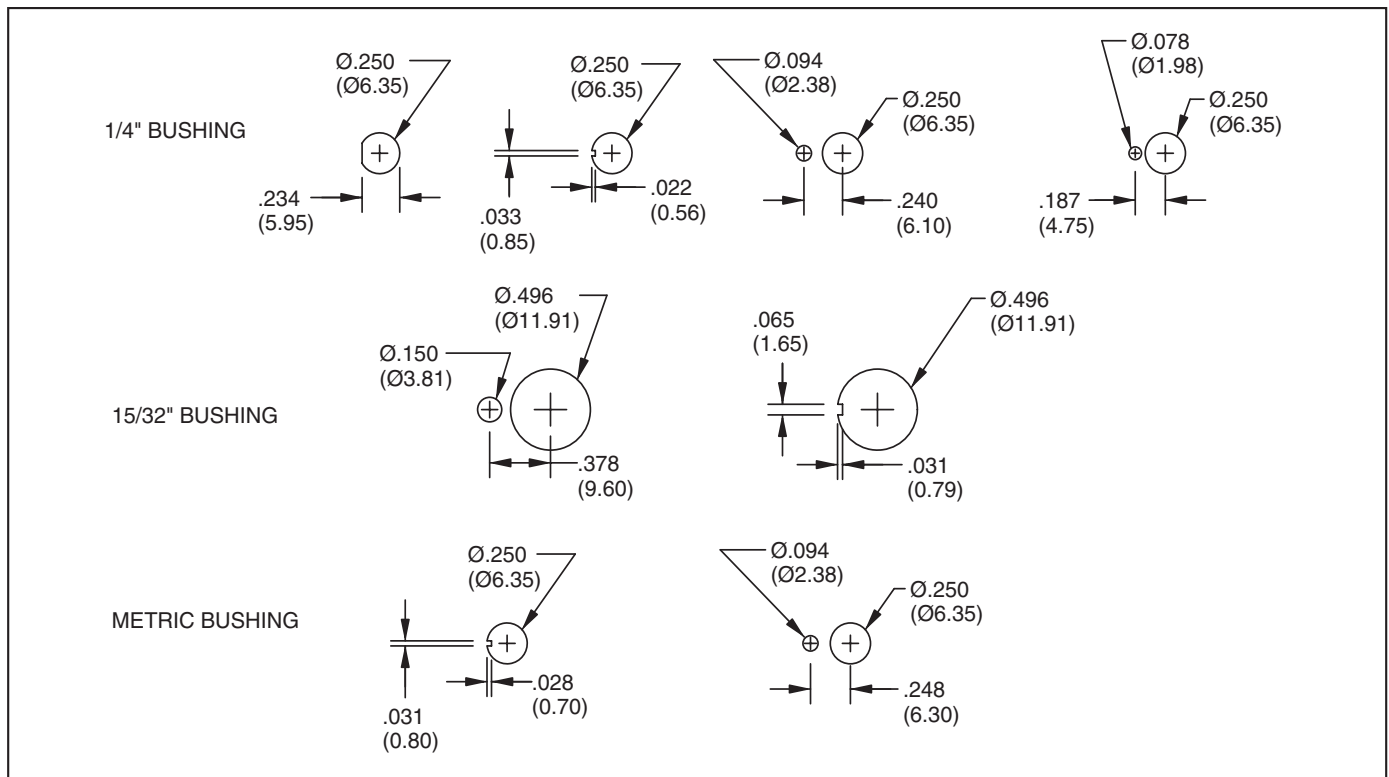 1/4" BUSHING
Ø.250
(Ø6.35)
.234
(5.95)
Ø.250
(Ø6.35)
.033
(0.85)
.022
(0.56)
Ø.094
(Ø2.38)
Ø.250
(Ø6.35)
.240
(6.10)
Ø.078
(Ø1.98)
Ø.250
(Ø6.35)
.187
(4.75)
15/32" BUSHING
Ø.496
(Ø11.91)
Ø.150
(Ø3.81)
.378
(9.60)
.065
(1.65)
Ø.496
(Ø11.91)
.031
(0.79)
METRIC BUSHING
Ø.250
(Ø6.35)
.031
(0.80)
.028
(0.70)
Ø.094
(Ø2.38)
Ø.250
(Ø6.35)
.248
(6.30)